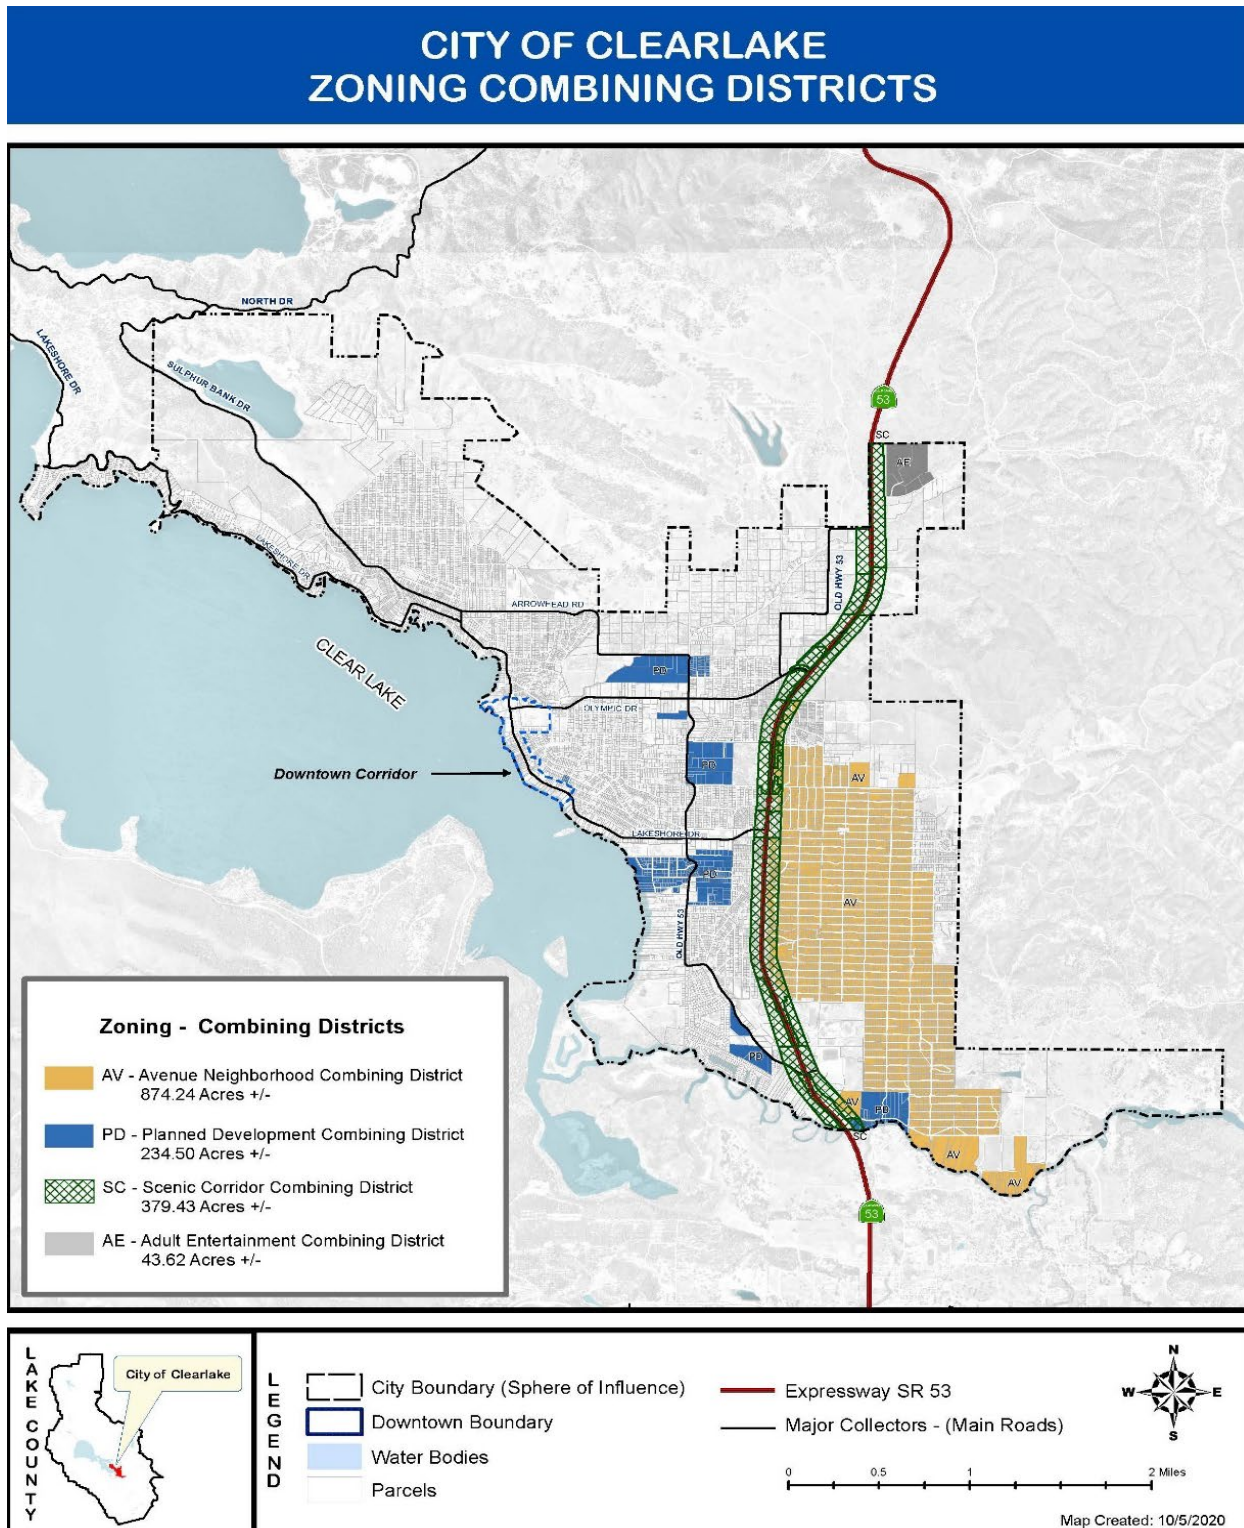 CITY OF CLEARLAKE
ZONING COMBINING DISTRICTS
NORTH DR
LAKESHORE DR
SULPHUR BANK DR
53
SC
AE
LAKESHORE DR
OLD HWY 53
ARROWHEAD RD
CLEAR LAKE
PD
OLYMPIC DR
Downtown Corridor
PD
AV
LAKESHORE DR
PD
AV
OLD HWY 53
PD
AV
PD
SC
AV
AV
53
Zoning - Combining Districts
AV - Avenue Neighborhood Combining District
874.24 Acres +/-
PD - Planned Development Combining District
234.50 Acres +/-
SC - Scenic Corridor Combining District
379.43 Acres +/-
AE - Adult Entertainment Combining District
43.62 Acres +/-
LAKE COUNTY
City of Clearlake
LEGEND
City Boundary (Sphere of Influence)
Downtown Boundary
Water Bodies
Parcels
Expressway SR 53
Major Collectors - (Main Roads)
N
W
E
S
0 0.5 1 2 Miles
Map Created: 10/5/2020